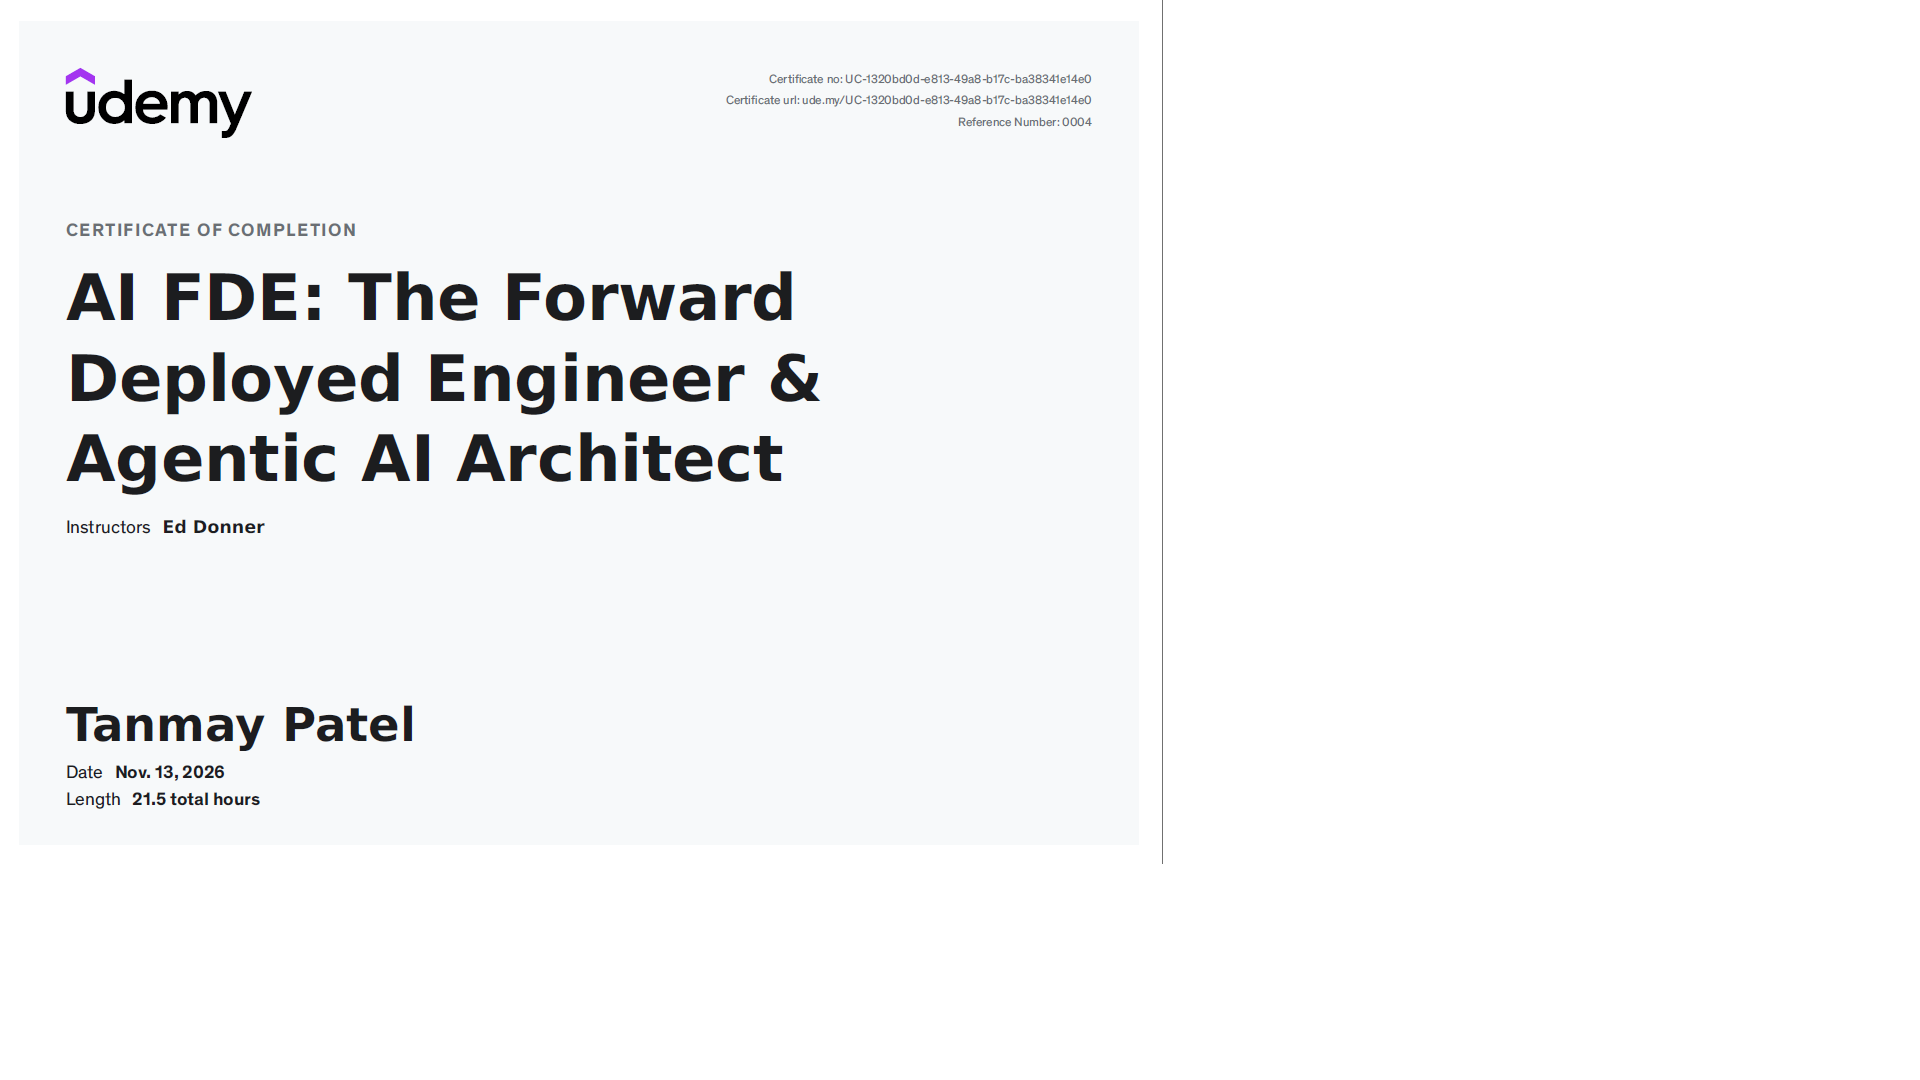 udemy
Certificate no: UC-1320bd0d-e813-49a8-b17c-ba38341e14e0
Certificate url: ude.my/UC-1320bd0d-e813-49a8-b17c-ba38341e14e0
Reference Number: 0004
CERTIFICATE OF COMPLETION
AI FDE: The Forward
Deployed Engineer &
Agentic AI Architect
Instructors Ed Donner
Tanmay Patel
Date Nov. 13, 2026
Length 21.5 total hours